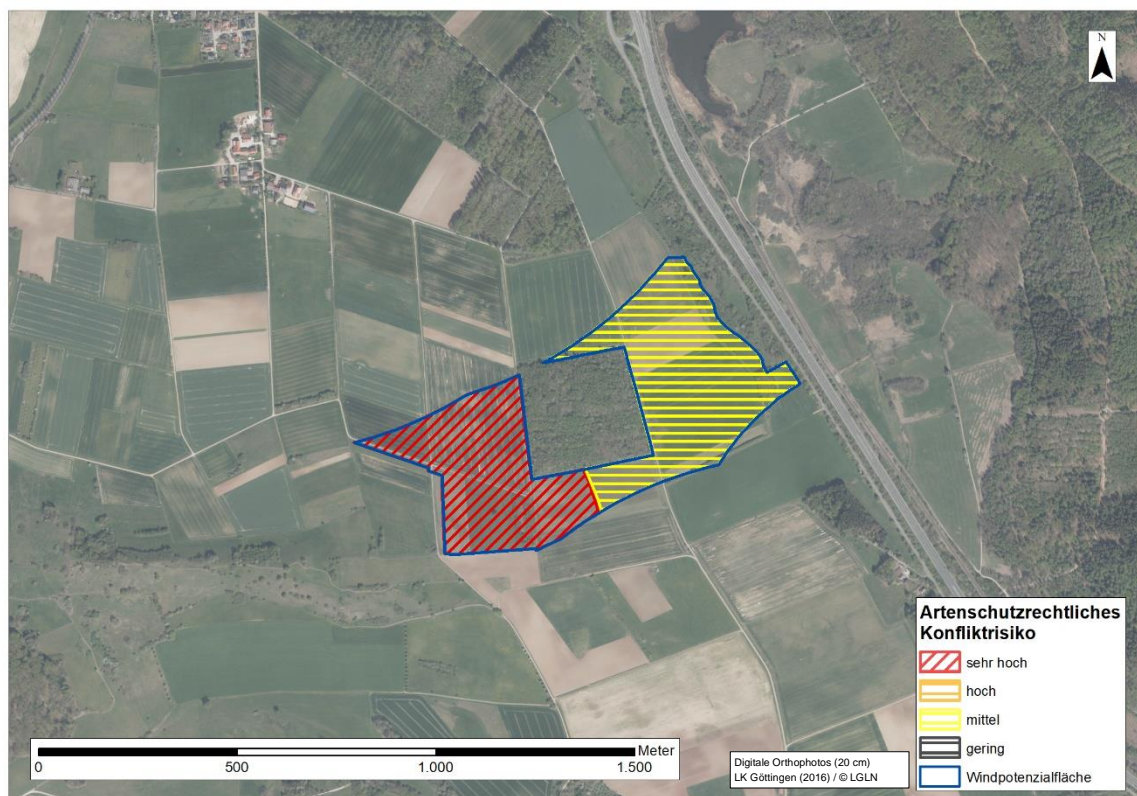 N
Artenschutzrechtliches
Konfliktrisiko
sehr hoch
hoch
mittel
gering
Windpotenzialfläche
Meter
0 500 1.000 1.500
Digitale Orthophotos (20 cm)
LK Göttingen (2016) / © LGLN